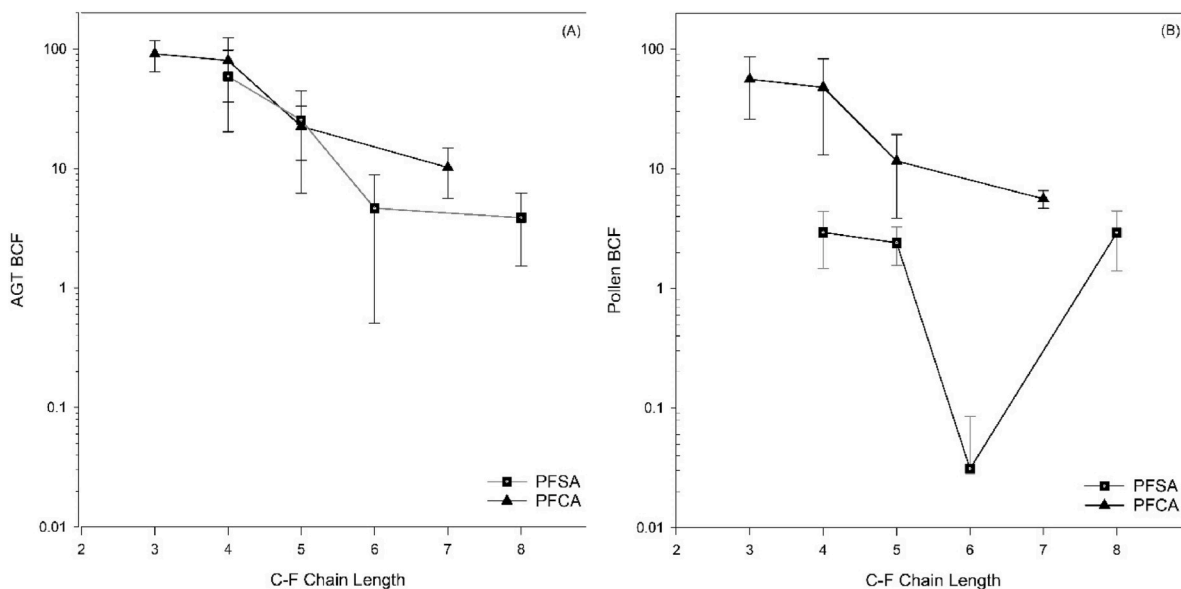 (A)
100
10
1
0.1
0.01
AGT BCF
2 3 4 5 6 7 8
C-F Chain Length
PFSA
PFCA
(B)
100
10
1
0.1
0.01
Pollen BCF
2 3 4 5 6 7 8
C-F Chain Length
PFSA
PFCA